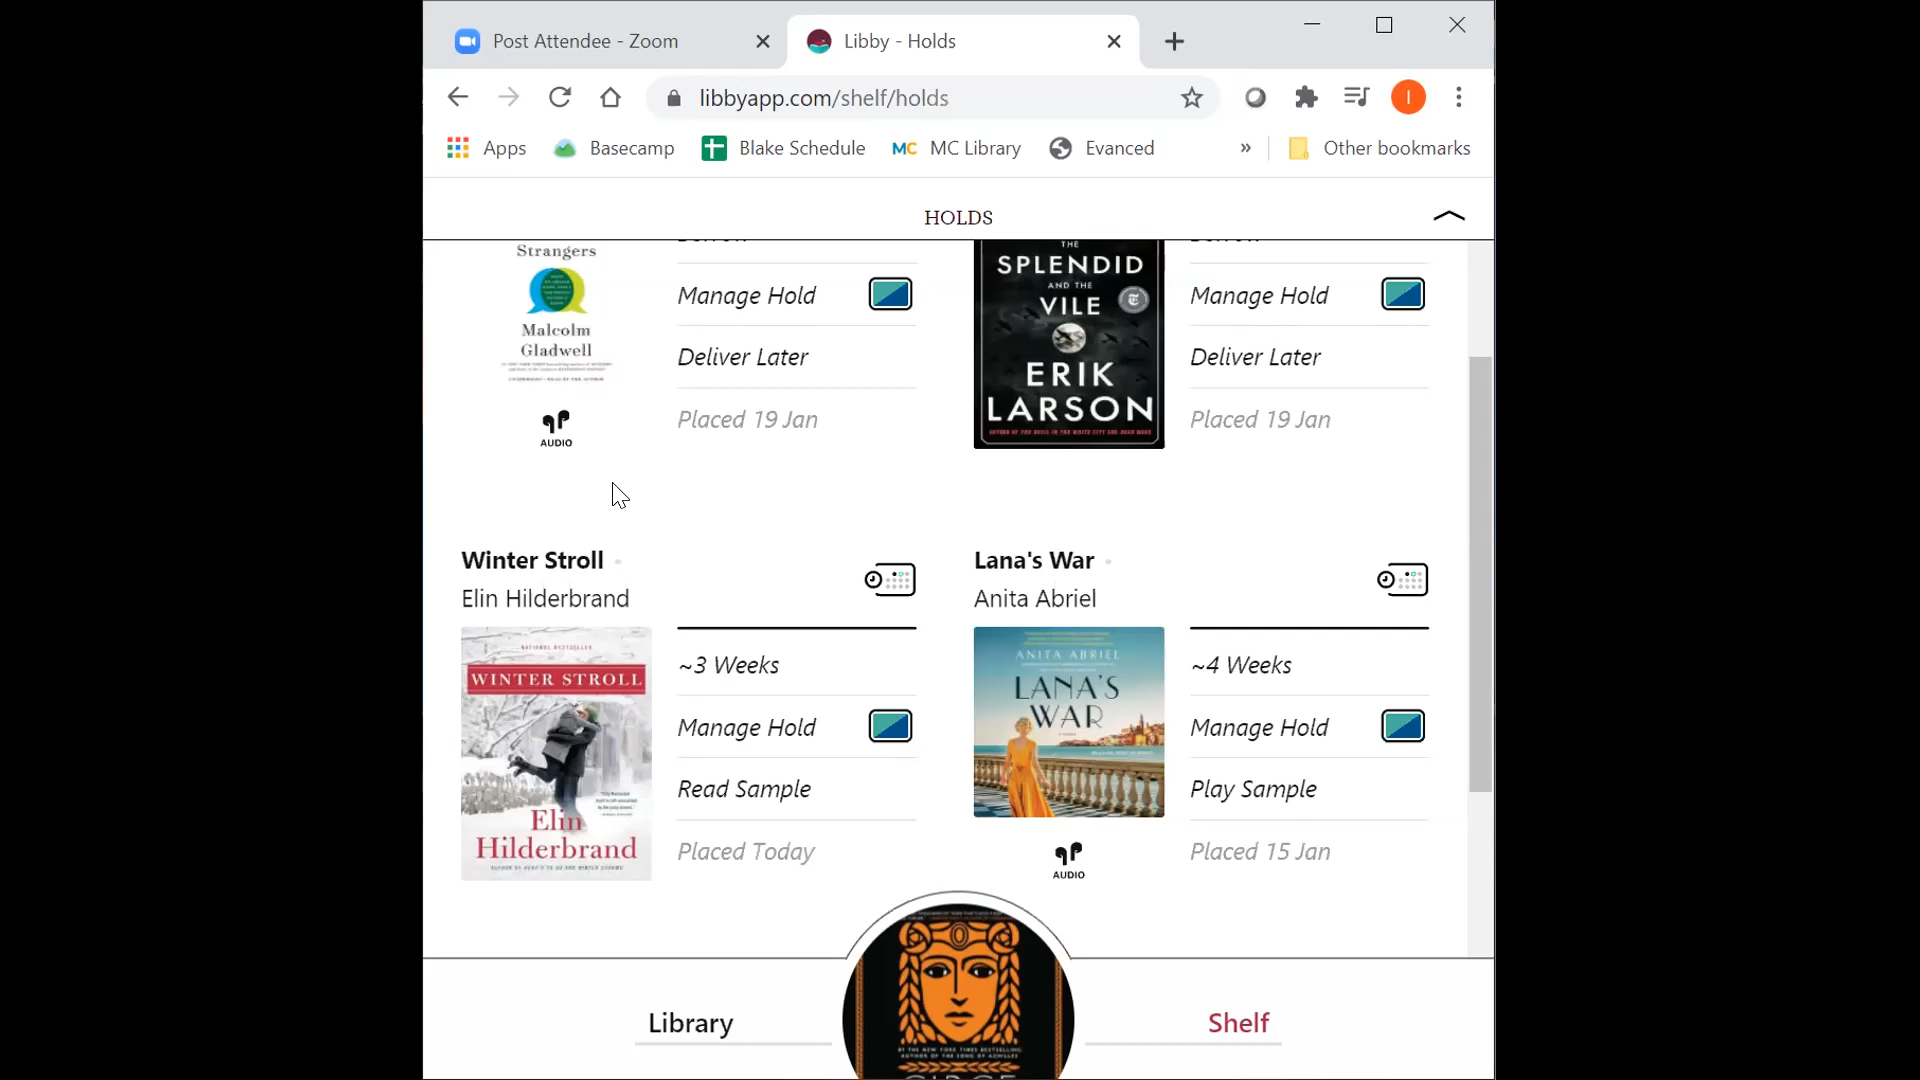 Post Attendee - Zoom
Libby - Holds
libbyapp.com/shelf/holds
I
Apps
Basecamp
Blake Schedule
MC MC Library
Evanced
»
Other bookmarks
HOLDS
Strangers
Malcolm
Gladwell
AUDIO
Manage Hold
Deliver Later
Placed 19 Jan
THE
SPLENDID
AND THE
VILE
ERIK
LARSON
Manage Hold
Deliver Later
Placed 19 Jan
Winter Stroll
Elin Hilderbrand
NATIONAL BESTSELLER
WINTER STROLL
Elin
Hilderbrand
~3 Weeks
Manage Hold
Read Sample
Placed Today
Lana's War
Anita Abriel
ANITA ABRIEL
LANA'S
WAR
AUDIO
~4 Weeks
Manage Hold
Play Sample
Placed 15 Jan
Library
Shelf